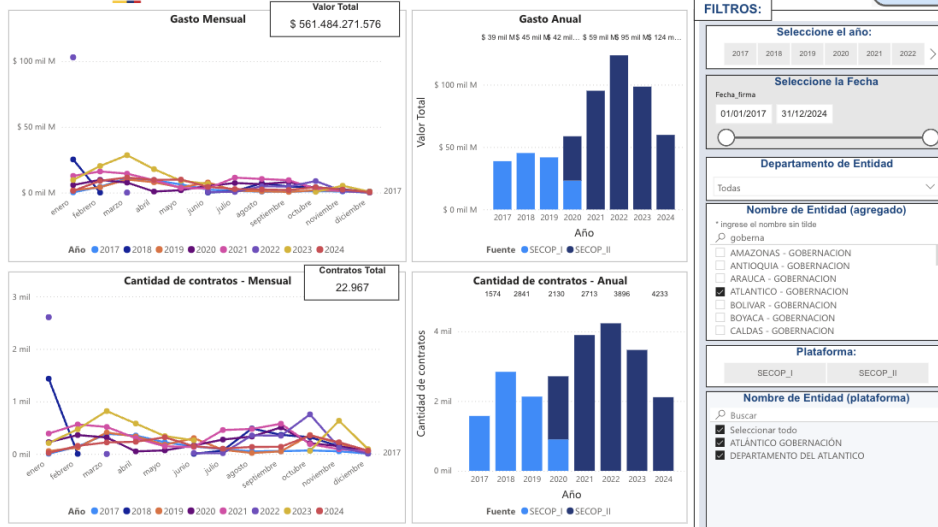 Gasto Mensual
Valor Total
$ 561.484.271.576
$ 100 mil M
$ 50 mil M
$ 0 mil M
2017
enero
febrero
marzo
abril
mayo
junio
julio
agosto
septiembre
octubre
noviembre
diciembre
Año 2017 2018 2019 2020 2021 2022 2023 2024
Gasto Anual
$ 39 mil M $ 45 mil M $ 42 mil... $ 59 mil M $ 95 mil M $ 124 m...
Valor Total
$ 100 mil M
$ 50 mil M
$ 0 mil M
2017 2018 2019 2020 2021 2022 2023 2024
Año
Fuente SECOP_I SECOP_II
Cantidad de contratos - Mensual
Contratos Total
22.967
3 mil
2 mil
1 mil
0 mil
2017
enero
febrero
marzo
abril
mayo
junio
julio
agosto
septiembre
octubre
noviembre
diciembre
Año 2017 2018 2019 2020 2021 2022 2023 2024
Cantidad de contratos - Anual
1574 2841 2130 2713 3896 4233
Cantidad de contratos
4 mil
2 mil
0 mil
2017 2018 2019 2020 2021 2022 2023 2024
Año
Fuente SECOP_I SECOP_II
FILTROS:
Seleccione el año:
2017 2018 2019 2020 2021 2022
Seleccione la Fecha
Fecha_firma
01/01/2017 31/12/2024
Departamento de Entidad
Todas
Nombre de Entidad (agregado)
* ingrese el nombre sin tilde
goberna
AMAZONAS - GOBERNACION
ANTIOQUIA - GOBERNACION
ARAUCA - GOBERNACION
ATLANTICO - GOBERNACION
BOLIVAR - GOBERNACION
BOYACA - GOBERNACION
CALDAS - GOBERNACION
Plataforma:
SECOP_I SECOP_II
Nombre de Entidad (plataforma)
Buscar
Seleccionar todo
ATLÁNTICO GOBERNACIÓN
DEPARTAMENTO DEL ATLANTICO